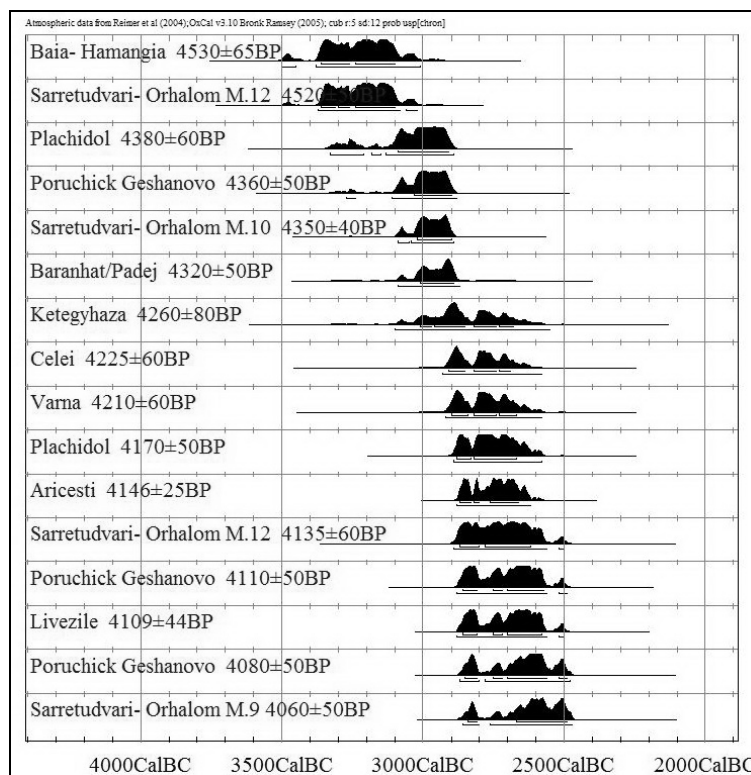 Atmospheric data from Reimer et al (2004);OxCal v3.10 Bronk Ramsey (2005); cub r:5 sd:12 prob usp[chron]
Baia- Hamangia 4530±65BP
Sarretudvari- Orhalom M.12 4520±50BP
Plachidol 4380±60BP
Poruchick Geshanovo 4360±50BP
Sarretudvari- Orhalom M.10 4350±40BP
Baranhat/Padej 4320±50BP
Ketegyhaza 4260±80BP
Celei 4225±60BP
Varna 4210±60BP
Plachidol 4170±50BP
Aricesti 4146±25BP
Sarretudvari- Orhalom M.12 4135±60BP
Poruchick Geshanovo 4110±50BP
Livezile 4109±44BP
Poruchick Geshanovo 4080±50BP
Sarretudvari- Orhalom M.9 4060±50BP
4000CalBC 3500CalBC 3000CalBC 2500CalBC 2000CalBC